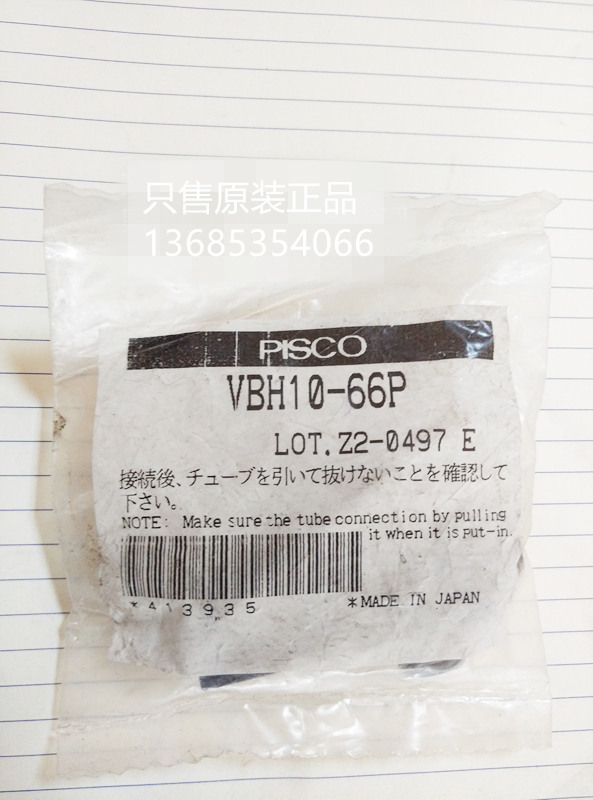 只售原装正品
13685354066
PISCO
VBH10-66P
LOT. Z2-0497 E
接続後、チューブを引いて抜けないことを確認して
下さい。
NOTE: Make sure the tube connection by pulling
it when it is put-in.
*413935
*MADE IN JAPAN